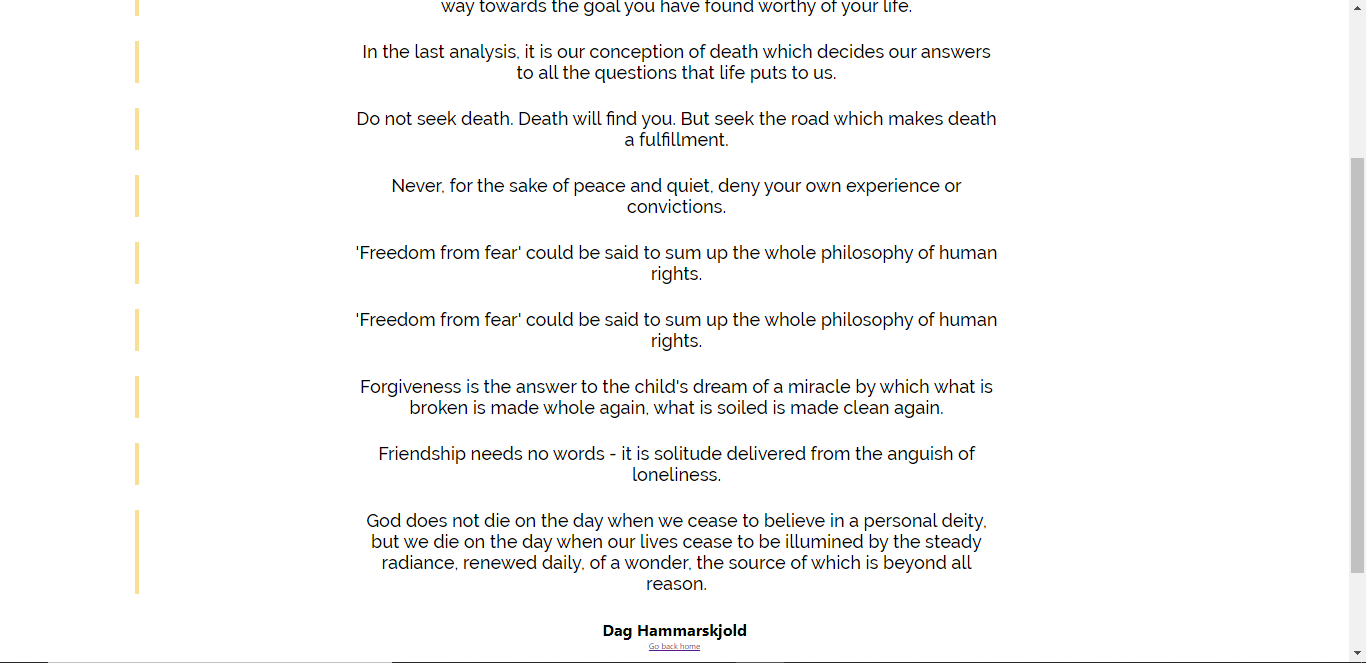 way towards the goal you have found worthy of your life.
In the last analysis, it is our conception of death which decides our answers
to all the questions that life puts to us.
Do not seek death. Death will find you. But seek the road which makes death
a fulfillment.
Never, for the sake of peace and quiet, deny your own experience or
convictions.
'Freedom from fear' could be said to sum up the whole philosophy of human
rights.
'Freedom from fear' could be said to sum up the whole philosophy of human
rights.
Forgiveness is the answer to the child's dream of a miracle by which what is
broken is made whole again, what is soiled is made clean again.
Friendship needs no words - it is solitude delivered from the anguish of
loneliness.
God does not die on the day when we cease to believe in a personal deity,
but we die on the day when our lives cease to be illumined by the steady
radiance, renewed daily, of a wonder, the source of which is beyond all
reason.
Dag Hammarskjold
Go back home